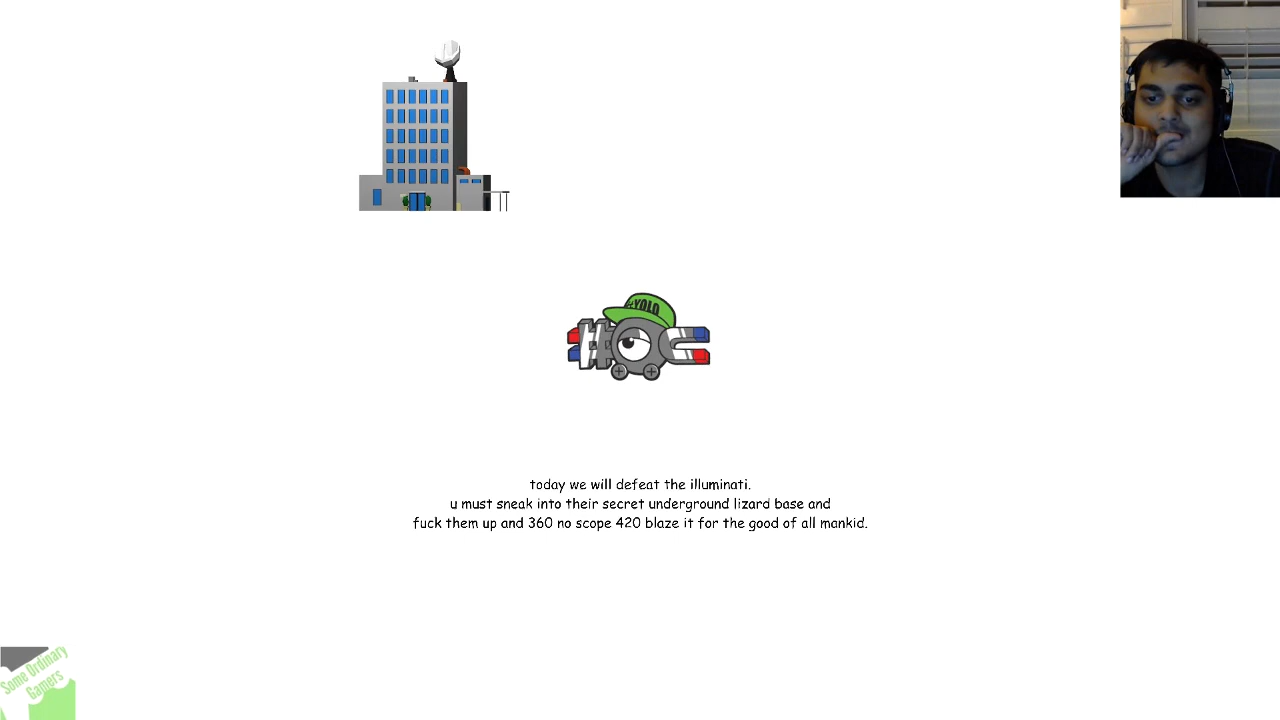 #YOLO
today we will defeat the illuminati.
u must sneak into their secret underground lizard base and
fuck them up and 360 no scope 420 blaze it for the good of all mankid.
Some Ordinary
Gamers